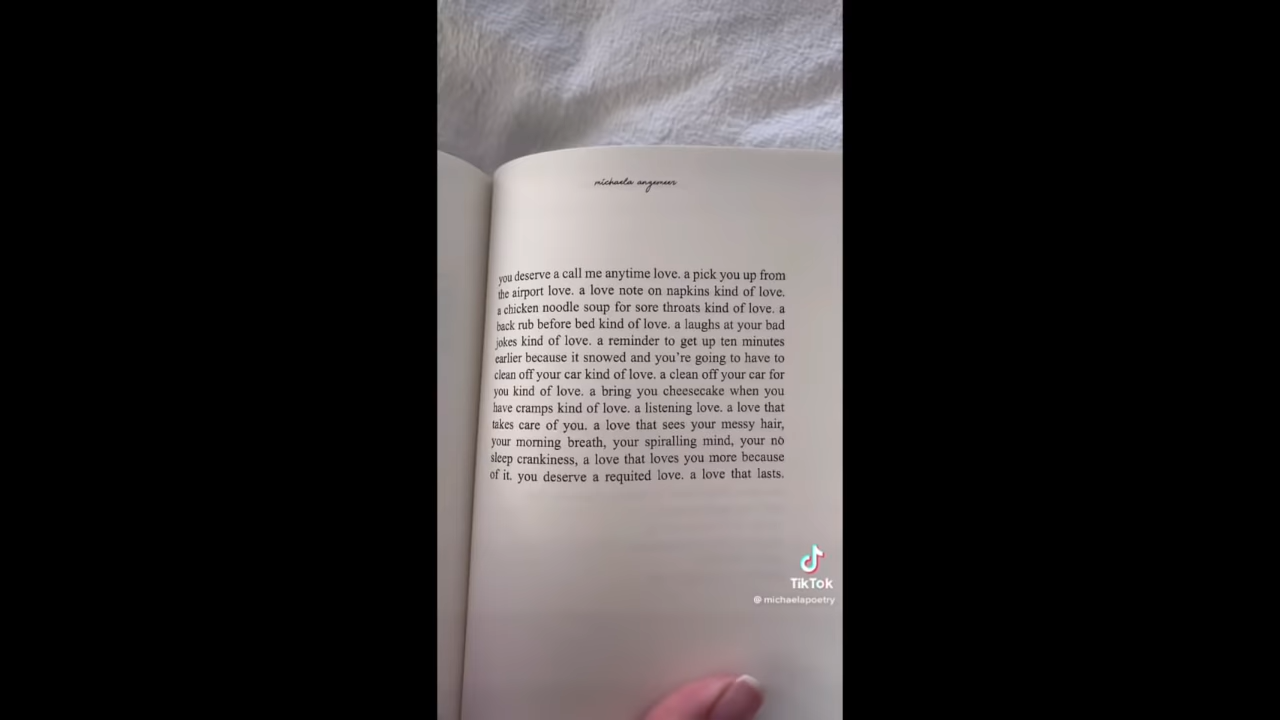 michaela angemeer
you deserve a call me anytime love. a pick you up from
the airport love. a love note on napkins kind of love.
a chicken noodle soup for sore throats kind of love. a
back rub before bed kind of love. a laughs at your bad
jokes kind of love. a reminder to get up ten minutes
earlier because it snowed and you're going to have to
clean off your car kind of love. a clean off your car for
you kind of love. a bring you cheesecake when you
have cramps kind of love. a listening love. a love that
takes care of you. a love that sees your messy hair,
your morning breath, your spiralling mind, your no
sleep crankiness, a love that loves you more because
of it. you deserve a requited love. a love that lasts.
TikTok
@michaelapoetry